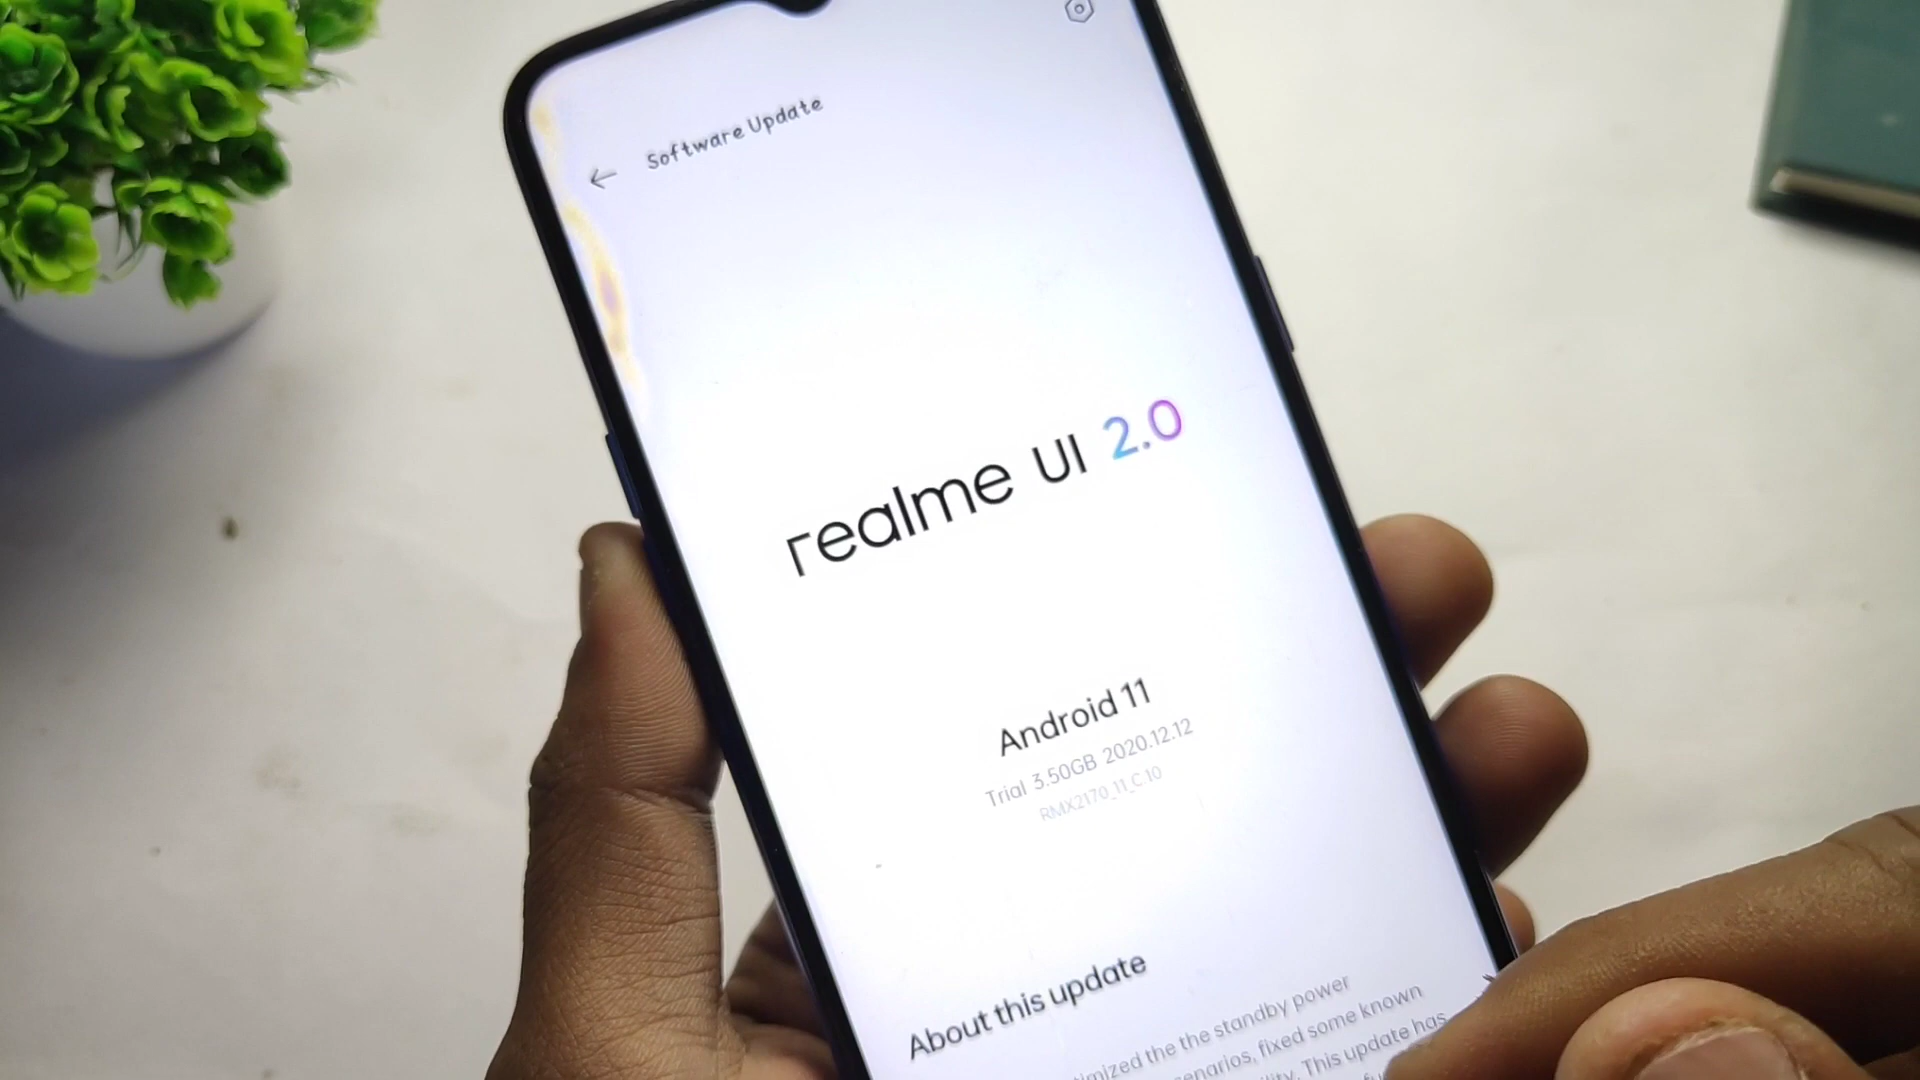 Software Update
realme UI 2.0
Android 11
Trial 3.50GB 2020.12.12
RMX2170_11_C.10
About this update
the the standby power
fixed some known
This update has